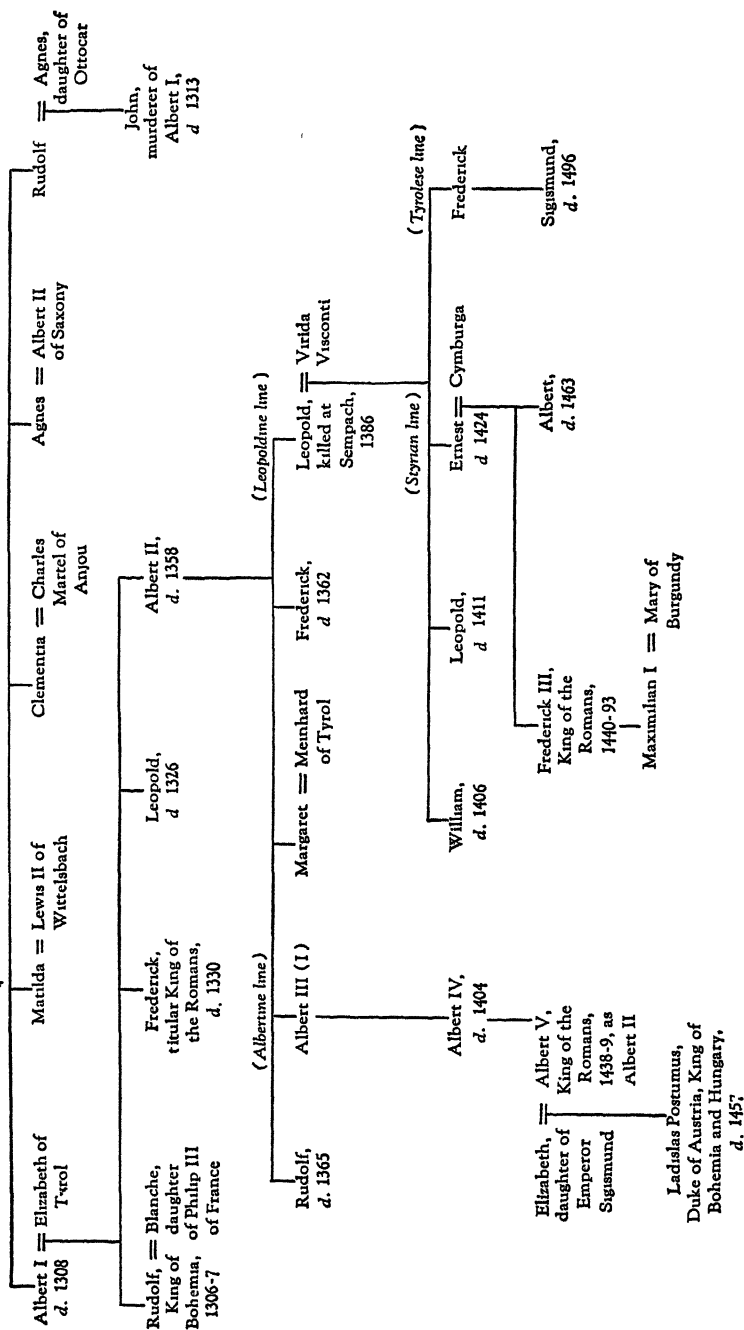 Albert I = Elizabeth of
d. 1308
Tyrol
Matilda = Lewis II of
Wittelsbach
Clementia = Charles
Martel of
Anjou
Agnes = Albert II
of Saxony
Rudolf = Agnes,
daughter of
Ottocar
John,
murderer of
Albert I,
d 1313
Rudolf, = Blanche,
King of daughter
Bohemia, of Philip III
1306-7 of France
Frederick,
titular King of
the Romans,
d. 1330
Leopold,
d 1326
Albert II,
d. 1358
(Albertine line)
(Leopoldine line)
Rudolf,
d. 1365
Albert III (I)
Margaret = Meinhard
of Tyrol
Frederick,
d 1362
Leopold, = Virida
killed at Visconti
Sempach,
1386
(Styrian line)
(Tyrolese line)
Albert IV,
d. 1404
William,
d. 1406
Leopold,
d 1411
Ernest = Cymburga
d 1424
Frederick
Elizabeth, = Albert V,
daughter of King of the
Emperor Romans,
Sigismund 1438-9, as
Albert II
Frederick III,
King of the
Romans,
1440-93
Albert,
d. 1463
Sigismund,
d. 1496
Ladislas Postumus,
Duke of Austria, King of
Bohemia and Hungary,
d. 1457
Maximilian I = Mary of
Burgundy